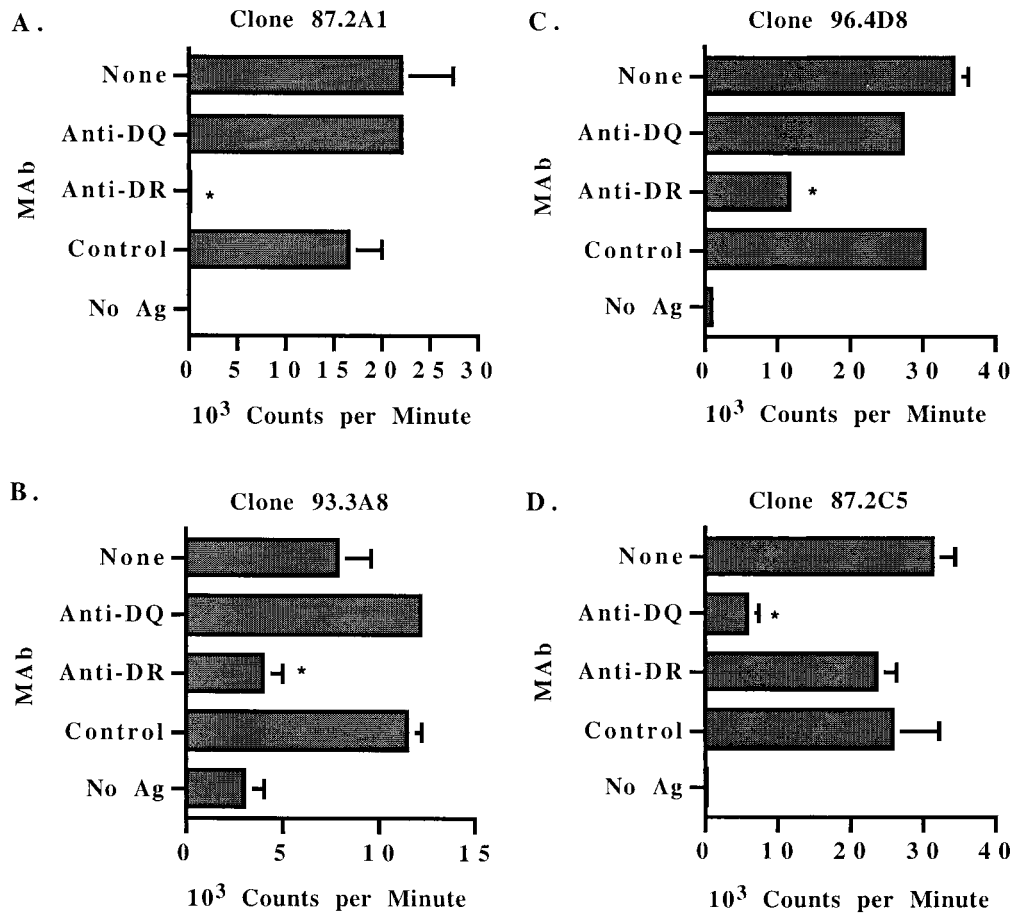 A.
Clone 87.2A1
MAb
None
Anti-DQ
Anti-DR
*
Control
No Ag
0 5 10 15 20 25 30
10³ Counts per Minute
C.
Clone 96.4D8
MAb
None
Anti-DQ
Anti-DR
*
Control
No Ag
0 10 20 30 40
10³ Counts per Minute
B.
Clone 93.3A8
MAb
None
Anti-DQ
Anti-DR
*
Control
No Ag
0 5 10 15
10³ Counts per Minute
D.
Clone 87.2C5
MAb
None
Anti-DQ
*
Anti-DR
Control
No Ag
0 10 20 30 40
10³ Counts per Minute